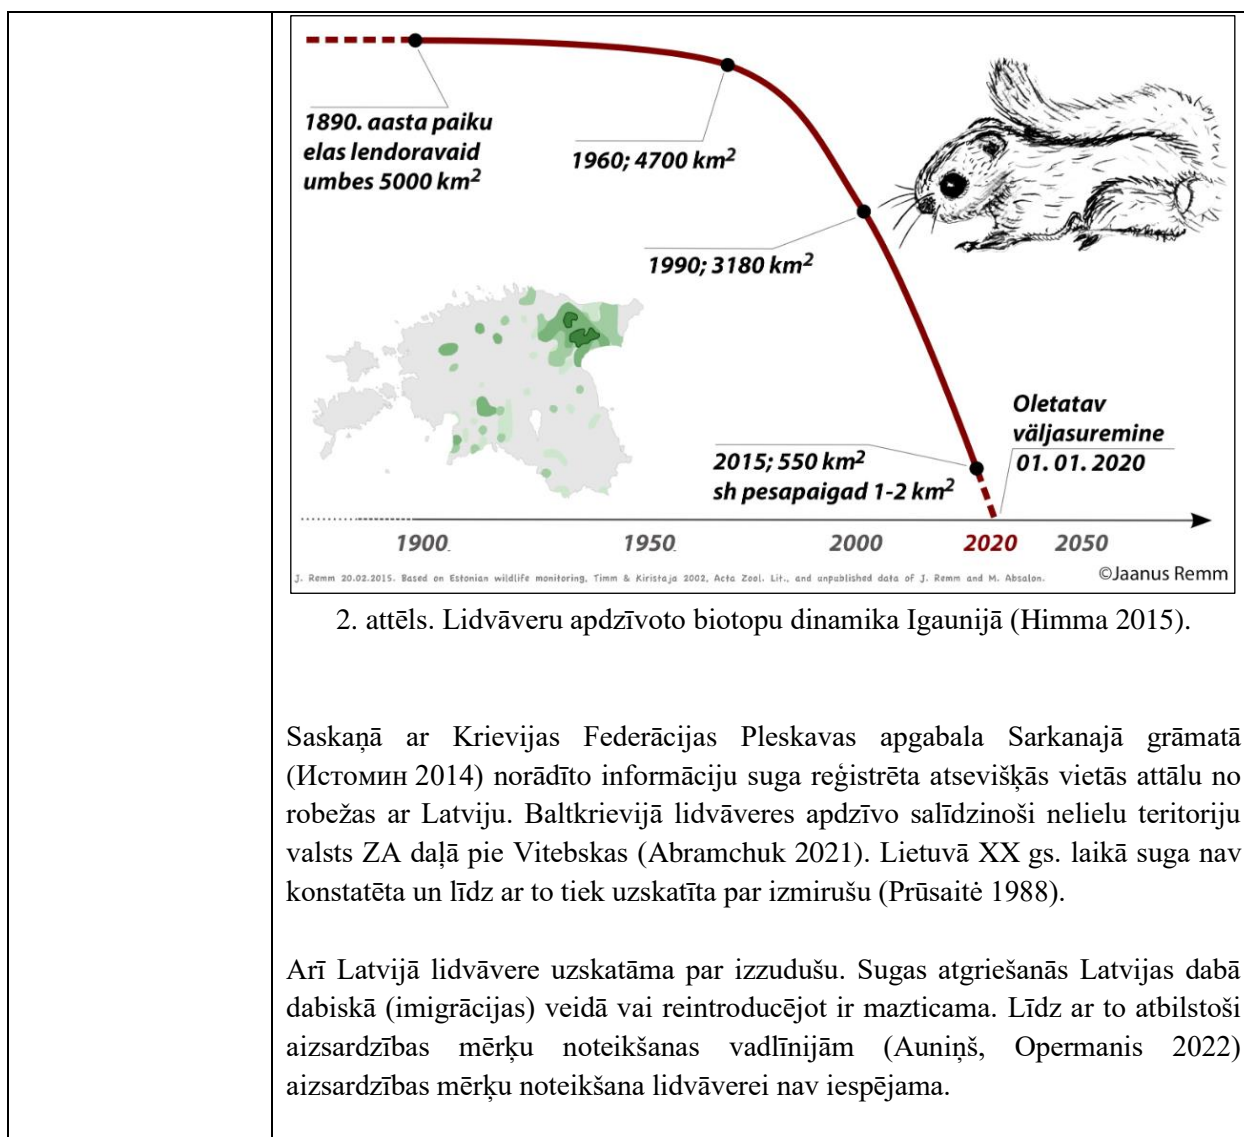 1890. aasta paiku
elas lendoravaid
umbes 5000 km²
1960; 4700 km²
1990; 3180 km²
2015; 550 km²
sh pesapaigad 1-2 km²
Oletatav
väljasuremine
01. 01. 2020
1900 1950 2000 2020 2050
J. Remm 20.02.2015. Based on Estonian wildlife monitoring, Timm & Kiristaja 2002, Acta Zool. Lit., and unpublished data of J. Remm and M. Absalon.
©Jaanus Remm
2. attēls. Lidvāveru apdzīvoto biotopu dinamika Igaunijā (Himma 2015).
Saskaņā ar Krievijas Federācijas Pleskavas apgabala Sarkanajā grāmatā
(Истомин 2014) norādīto informāciju suga reģistrēta atsevišķās vietās attālu no
robežas ar Latviju. Baltkrievijā lidvāveres apdzīvo salīdzinoši nelielu teritoriju
valsts ZA daļā pie Vitebskas (Abramchuk 2021). Lietuvā XX gs. laikā suga nav
konstatēta un līdz ar to tiek uzskatīta par izmirušu (Prūsaitė 1988).
Arī Latvijā lidvāvere uzskatāma par izzudušu. Sugas atgriešanās Latvijas dabā
dabiskā (imigrācijas) veidā vai reintroducējot ir mazticama. Līdz ar to atbilstoši
aizsardzības mērķu noteikšanas vadlīnijām (Auniņš, Opermanis 2022)
aizsardzības mērķu noteikšana lidvāverei nav iespējama.